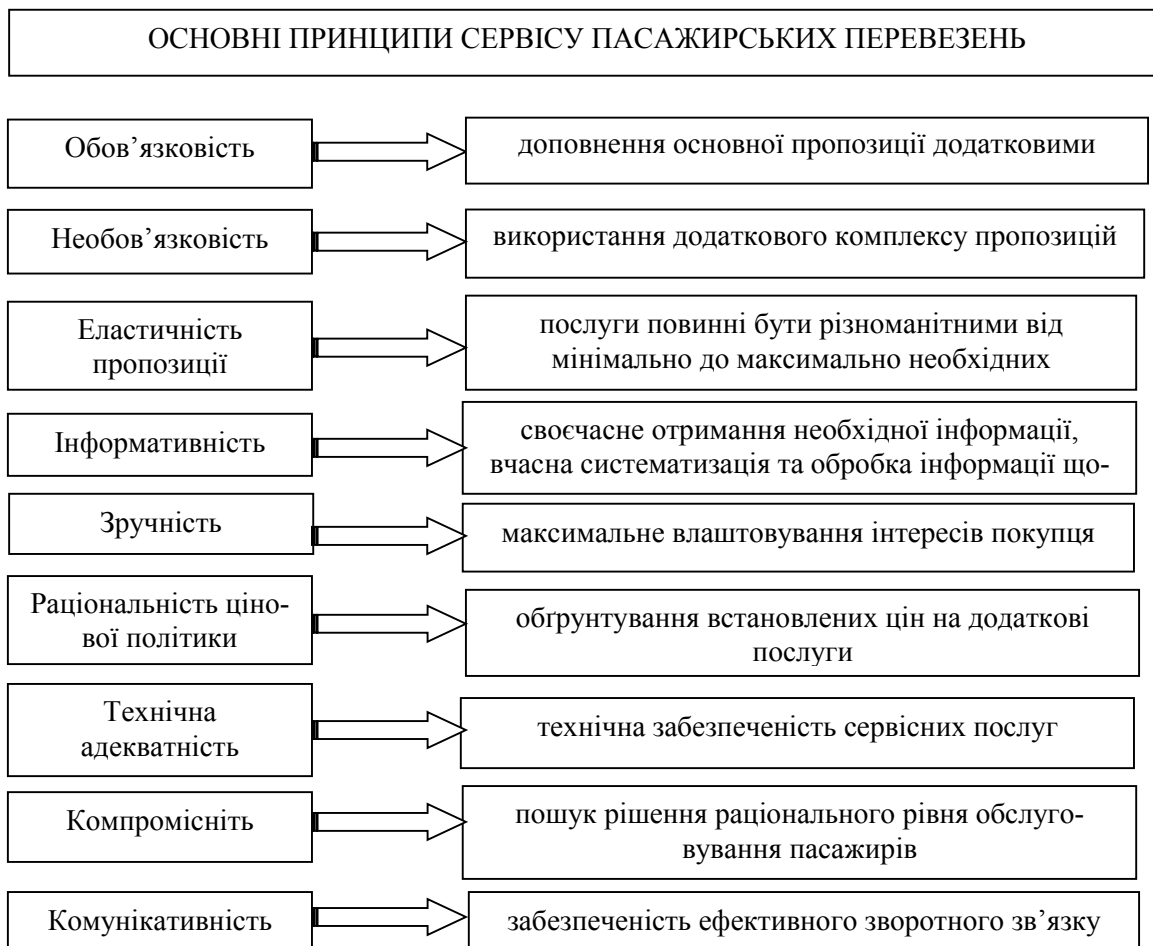 ОСНОВНІ ПРИНЦИПИ СЕРВІСУ ПАСАЖИРСЬКИХ ПЕРЕВЕЗЕНЬ
Обов’язковість
доповнення основної пропозиції додатковими
Необов’язковість
використання додаткового комплексу пропозицій
Еластичність
пропозиції
послуги повинні бути різноманітними від
мінімально до максимально необхідних
Інформативність
своєчасне отримання необхідної інформації,
вчасна систематизація та обробка інформації що-
Зручність
максимальне влаштовування інтересів покупця
Раціональність ціно-
вої політики
обґрунтування встановлених цін на додаткові
послуги
Технічна
адекватність
технічна забезпеченість сервісних послуг
Компромісніть
пошук рішення раціонального рівня обслуго-
вування пасажирів
Комунікативність
забезпеченість ефективного зворотного зв’язку